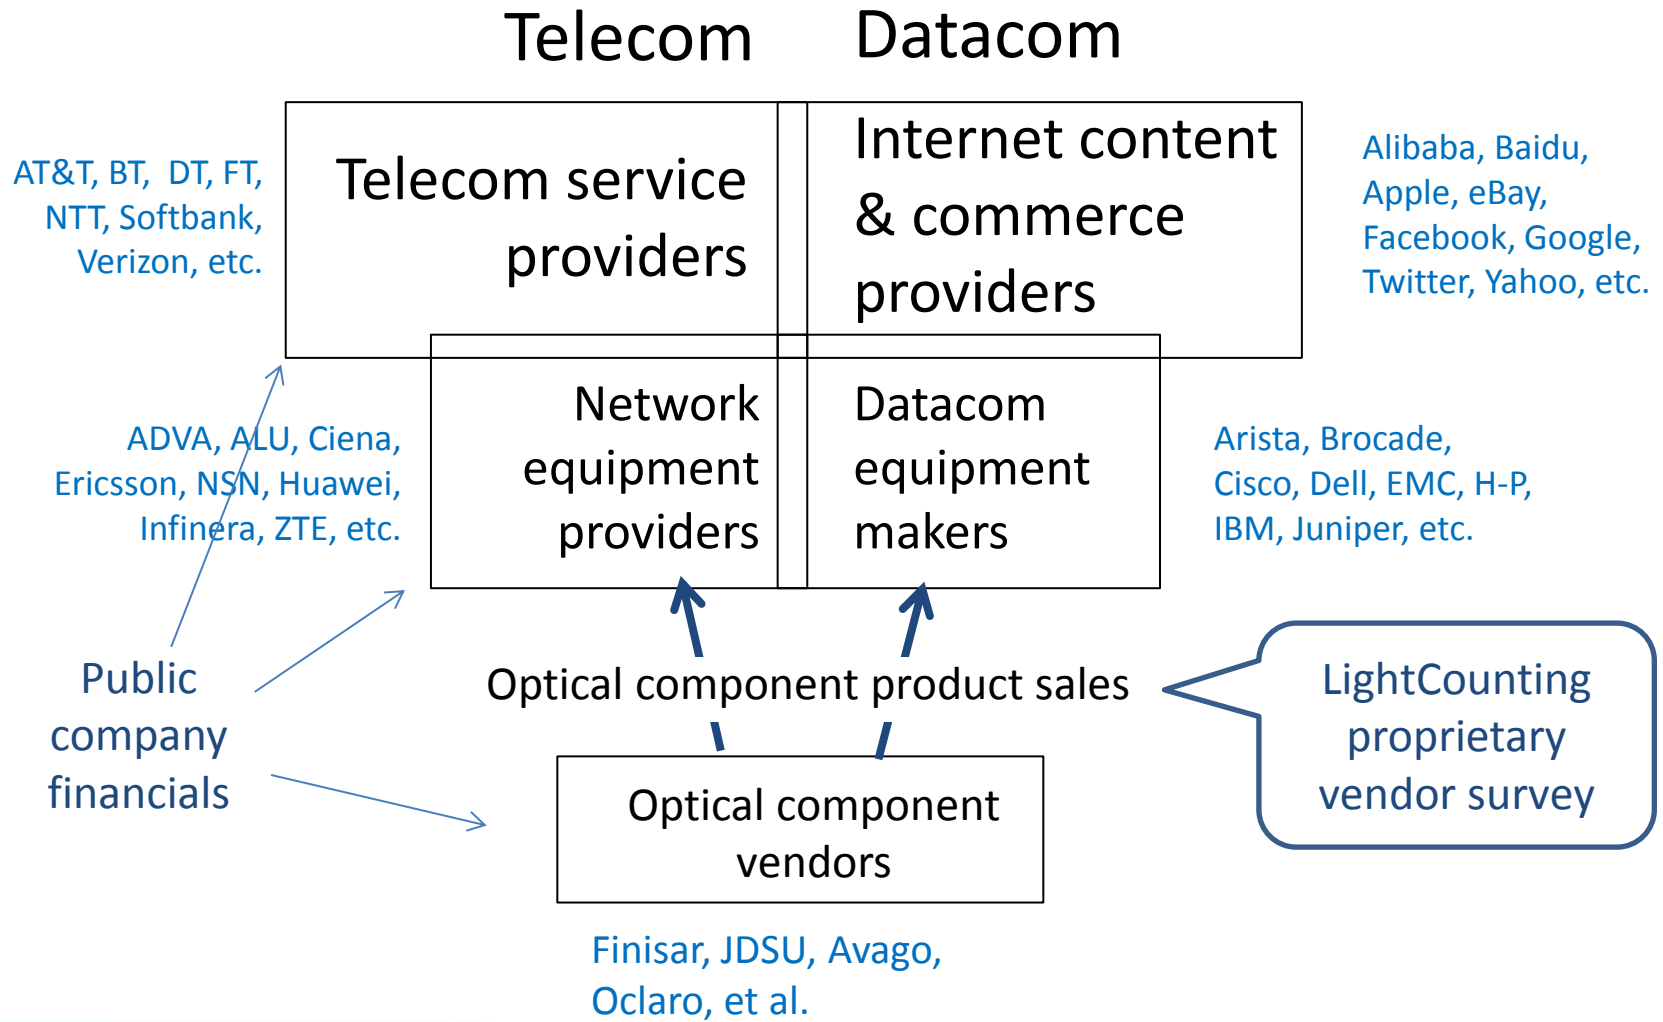 Telecom
Datacom
AT&T, BT, DT, FT,
NTT, Softbank,
Verizon, etc.
Telecom service
providers
Internet content
& commerce
providers
Alibaba, Baidu,
Apple, eBay,
Facebook, Google,
Twitter, Yahoo, etc.
ADVA, ALU, Ciena,
Ericsson, NSN, Huawei,
Infinera, ZTE, etc.
Network
equipment
providers
Datacom
equipment
makers
Arista, Brocade,
Cisco, Dell, EMC, H-P,
IBM, Juniper, etc.
Public
company
financials
Optical component product sales
LightCounting
proprietary
vendor survey
Optical component
vendors
Finisar, JDSU, Avago,
Oclaro, et al.